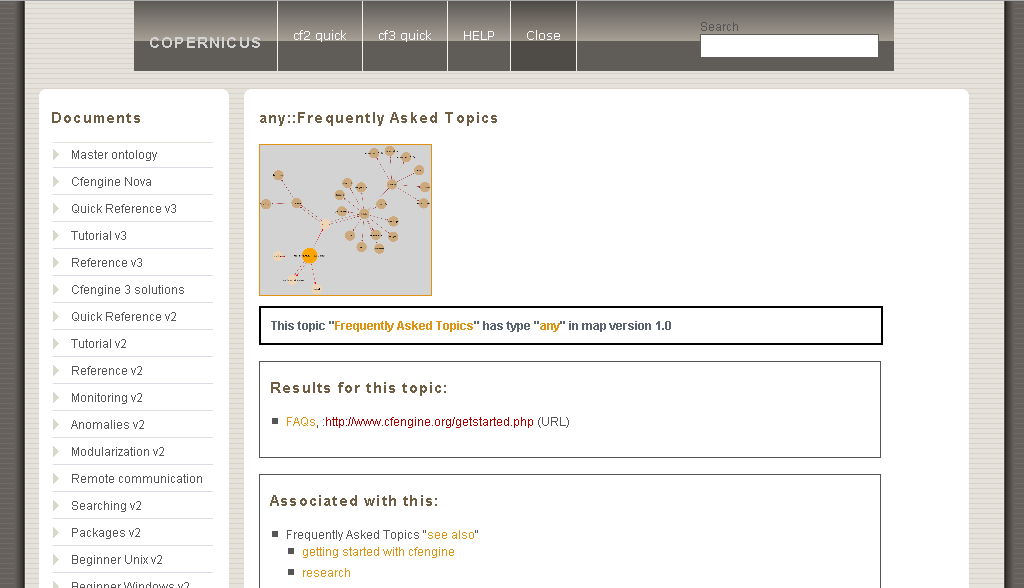 COPERNICUS
cf2 quick
cf3 quick
HELP
Close
Search
Documents
Master ontology
Cfengine Nova
Quick Reference v3
Tutorial v3
Reference v3
Cfengine 3 solutions
Quick Reference v2
Tutorial v2
Reference v2
Monitoring v2
Anomalies v2
Modularization v2
Remote communication
Searching v2
Packages v2
Beginner Unix v2
Beginner Windows v2
any::Frequently Asked Topics
This topic "Frequently Asked Topics" has type "any" in map version 1.0
Results for this topic:
FAQs, :http://www.cfengine.org/getstarted.php (URL)
Associated with this:
Frequently Asked Topics "see also"
getting started with cfengine
research